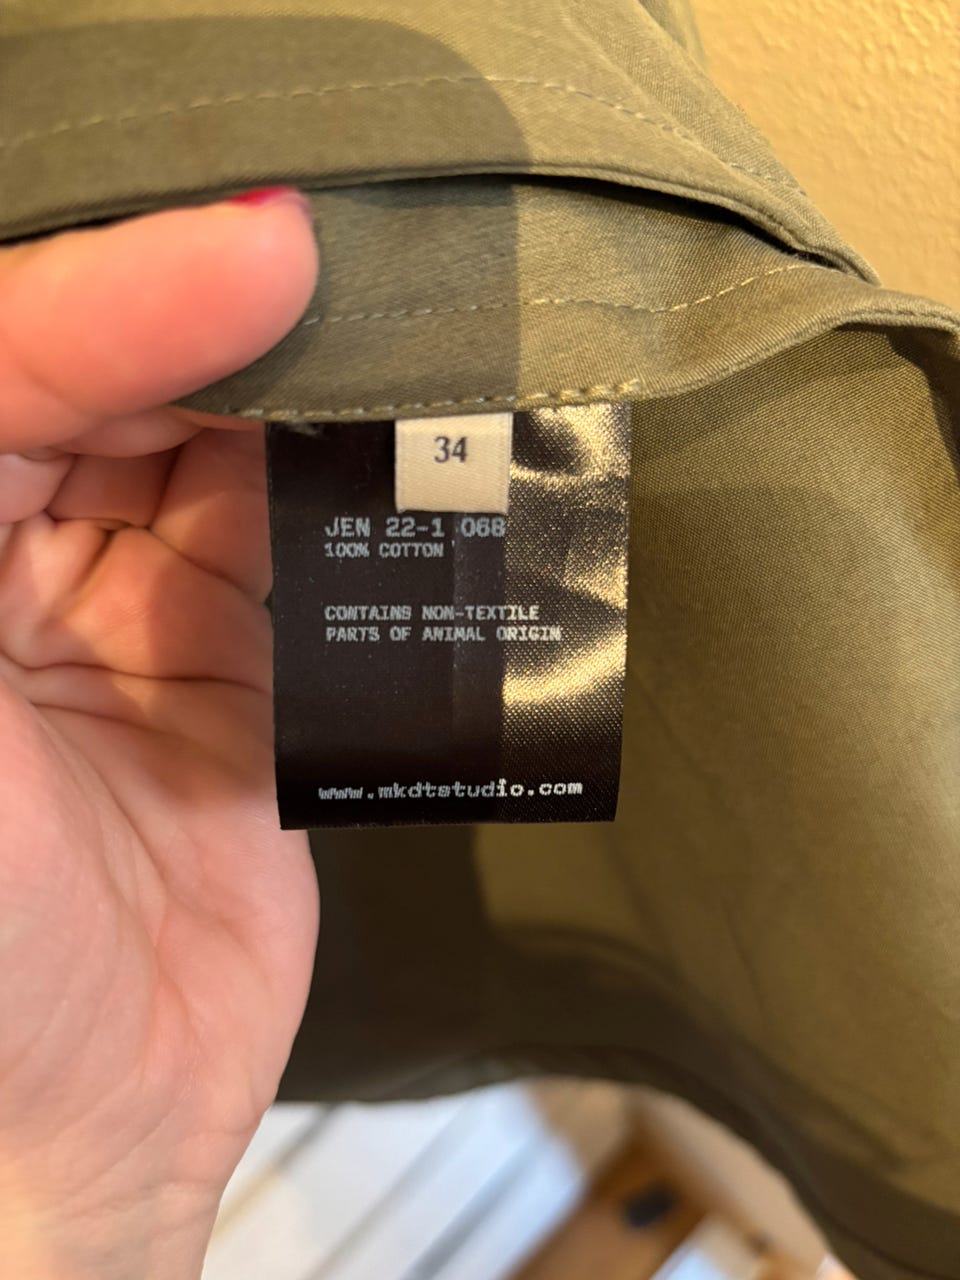 34
JEN 22-1 068
100% COTTON
CONTAINS NON-TEXTILE
PARTS OF ANIMAL ORIGIN
www.mkdtstudio.com